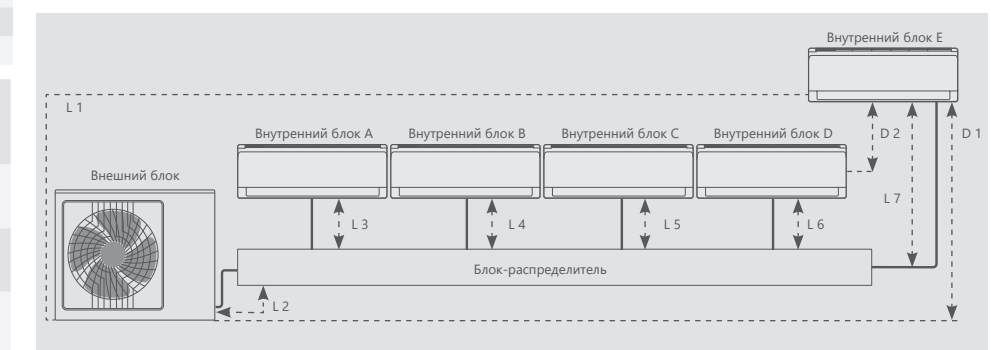 Внутренний блок E
L 1
Внутренний блок A
Внутренний блок B
Внутренний блок C
Внутренний блок D
D 2
D 1
Внешний блок
L 7
L 3
L 4
L 5
L 6
Блок-распределитель
L 2